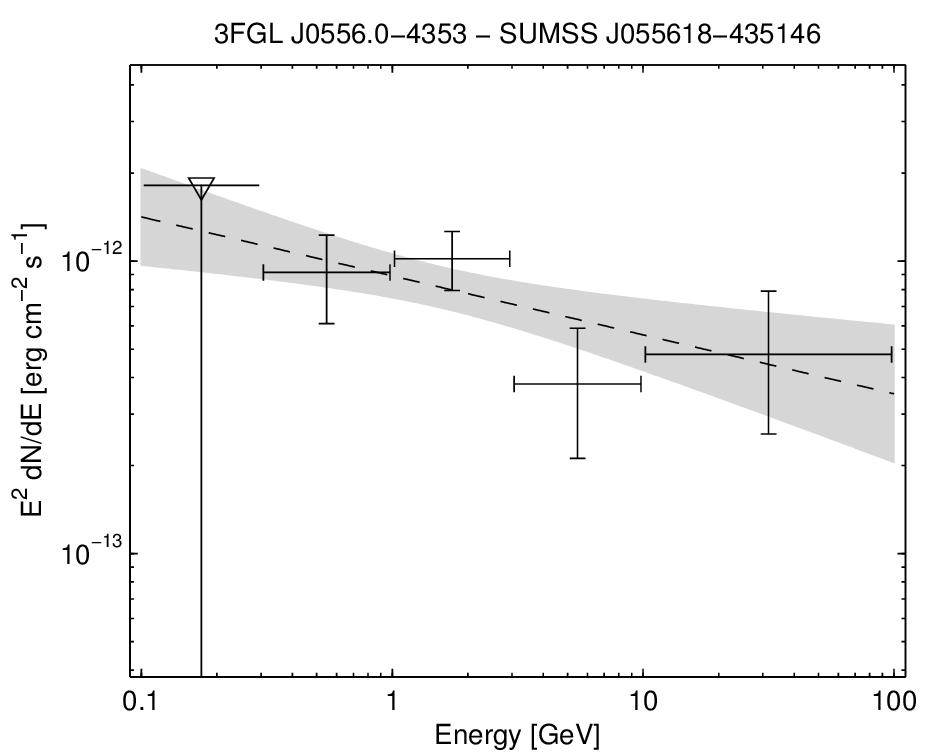 3FGL J0556.0−4353 − SUMSS J055618−435146
E² dN/dE [erg cm⁻² s⁻¹]
10⁻¹²
10⁻¹³
0.1 1 10 100
Energy [GeV]